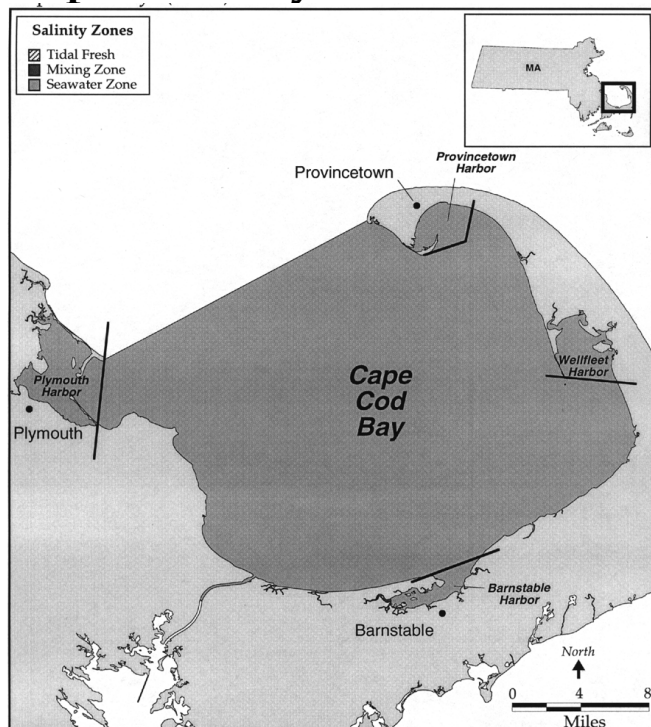 Salinity Zones
Tidal Fresh
Mixing Zone
Seawater Zone
MA
Provincetown
Harbor
Provincetown
Wellfleet
Harbor
Cape
Cod
Bay
Plymouth
Harbor
Plymouth
Barnstable
Harbor
Barnstable
North
0 4 8
Miles